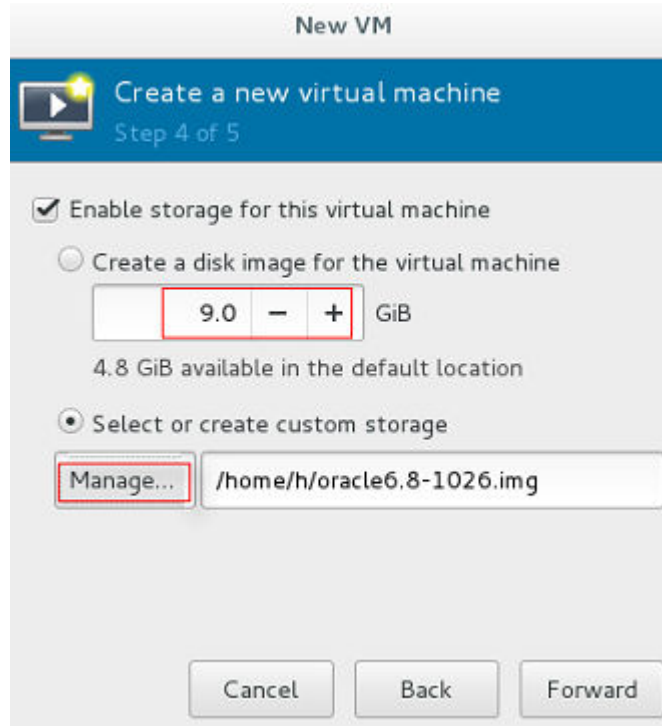 New VM
Create a new virtual machine
Step 4 of 5
Enable storage for this virtual machine
Create a disk image for the virtual machine
9.0 − + GiB
4.8 GiB available in the default location
Select or create custom storage
Manage... /home/h/oracle6.8-1026.img
Cancel Back Forward